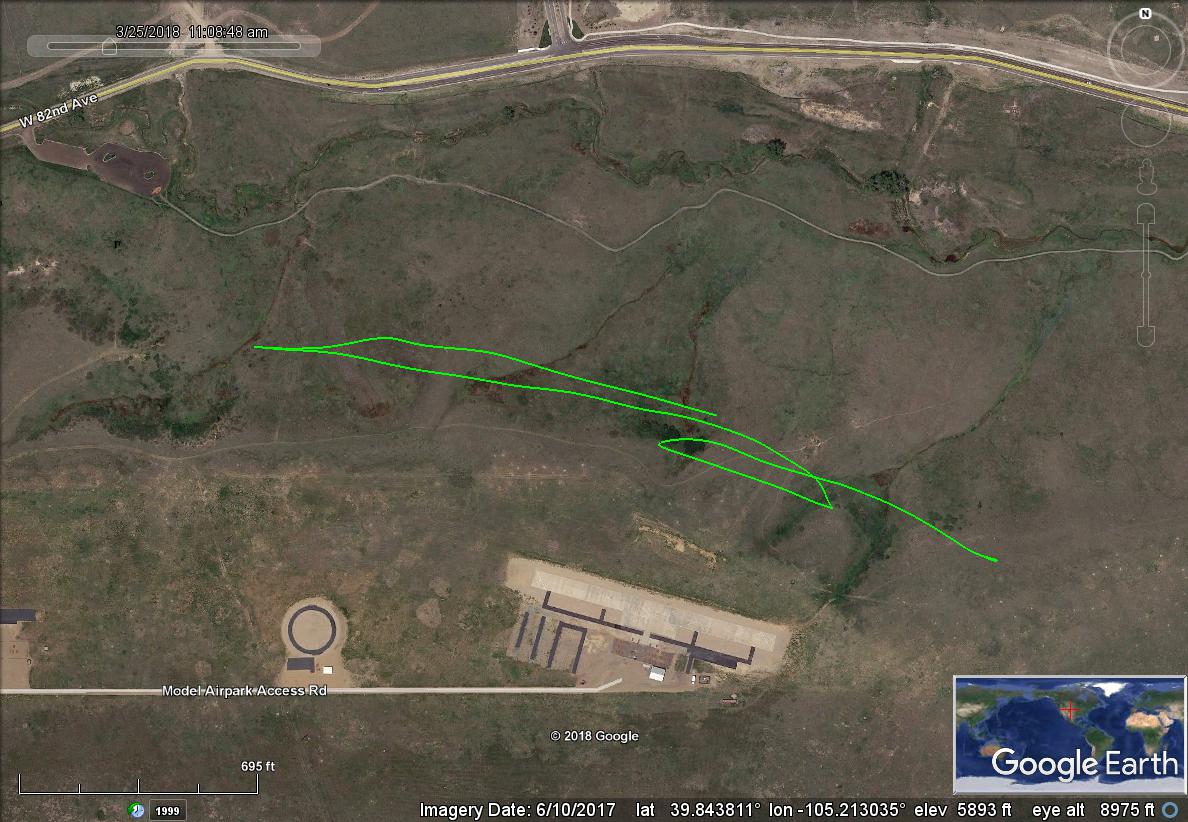 3/25/2018 11:08:48 am
N
W 82nd Ave
Model Airpark Access Rd
© 2018 Google
695 ft
Google Earth
1999
Imagery Date: 6/10/2017 lat 39.843811° lon -105.213035° elev 5893 ft eye alt 8975 ft